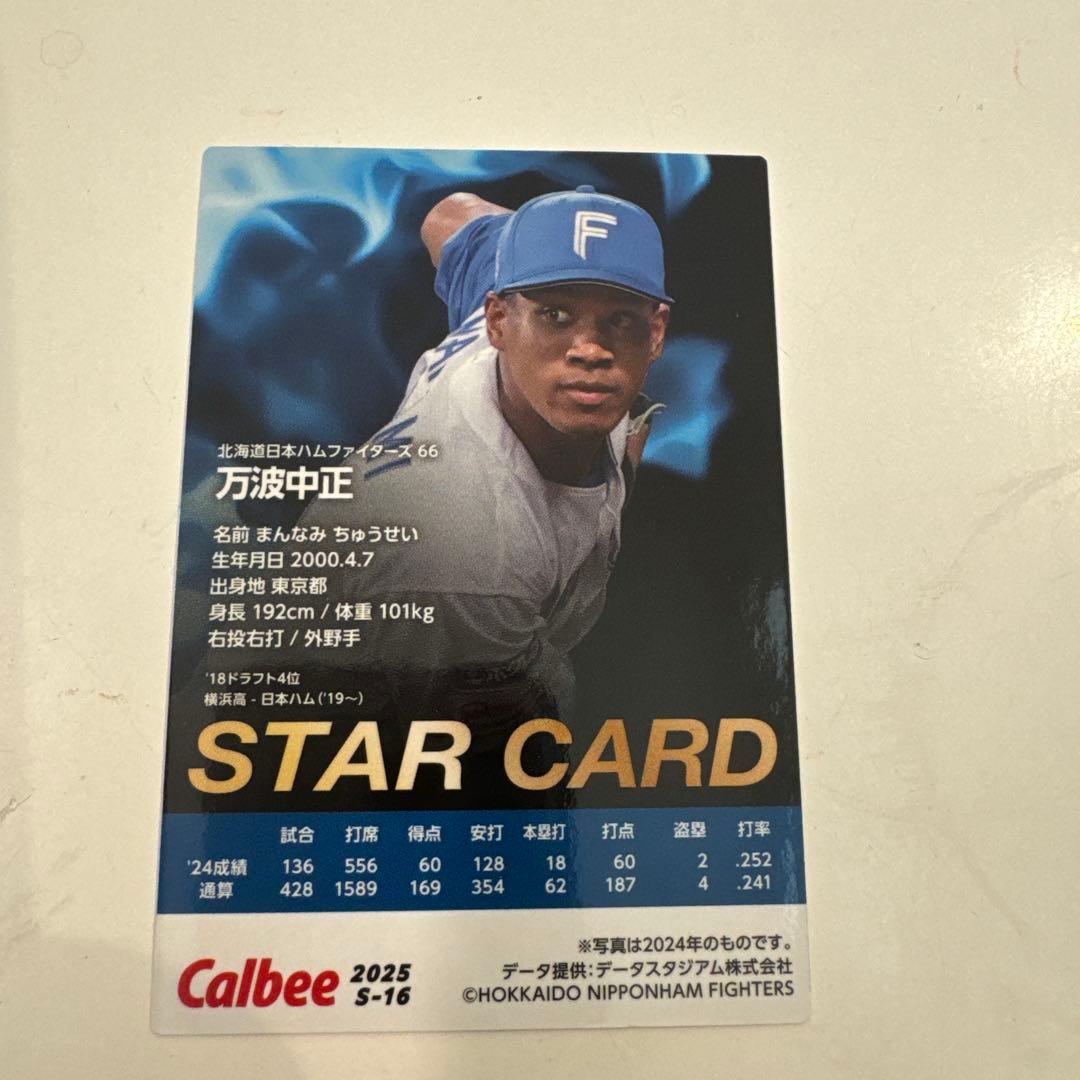 F
北海道日本ハムファイターズ 66
万波中正
名前 まんなみ ちゅうせい
生年月日 2000.4.7
出身地 東京都
身長 192cm / 体重 101kg
右投右打 / 外野手
'18ドラフト4位
横浜高 - 日本ハム('19～)
STAR CARD
試合 打席 得点 安打 本塁打 打点 盗塁 打率
'24成績 136 556 60 128 18 60 2 .252
通算 428 1589 169 354 62 187 4 .241
※写真は2024年のものです。
データ提供:データスタジアム株式会社
©HOKKAIDO NIPPONHAM FIGHTERS
Calbee 2025
S-16